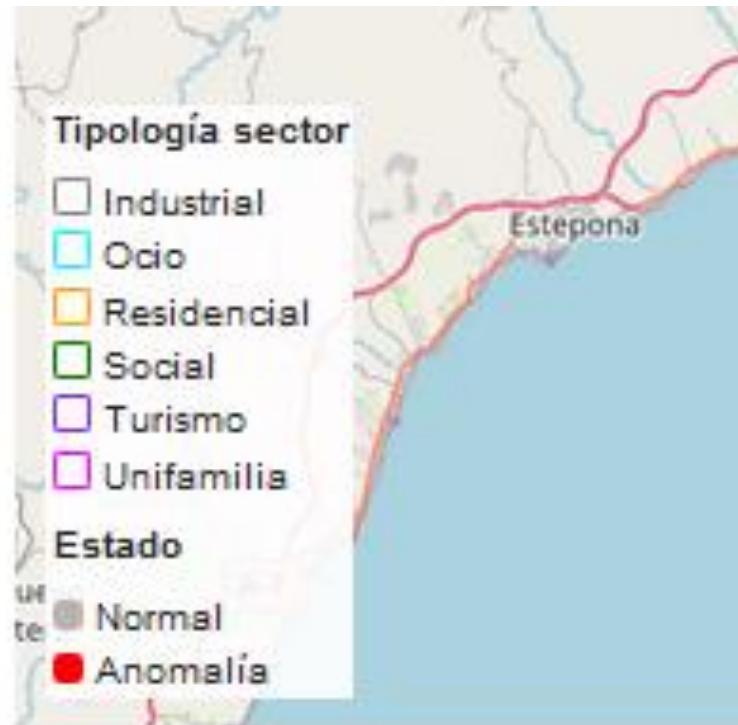 Tipología sector
Industrial
Ocio
Residencial
Social
Turismo
Unifamilia
Estado
Normal
Anomalía
Estepona